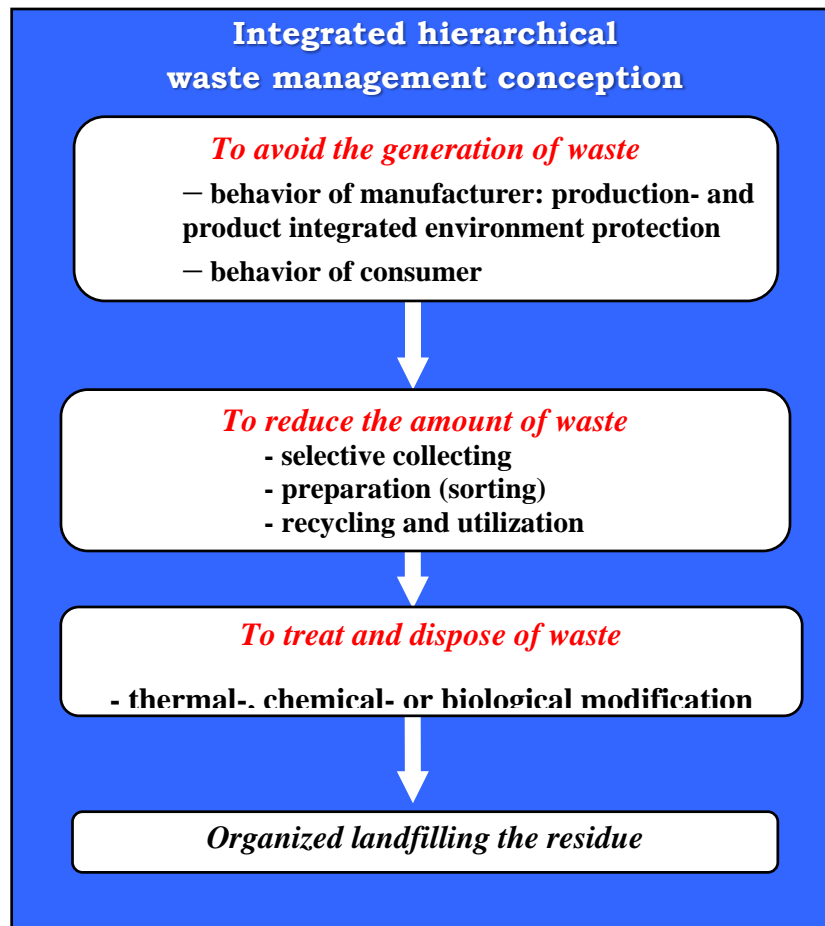 Integrated hierarchical
waste management conception
To avoid the generation of waste
– behavior of manufacturer: production- and
product integrated environment protection
– behavior of consumer
To reduce the amount of waste
- selective collecting
- preparation (sorting)
- recycling and utilization
To treat and dispose of waste
- thermal-, chemical- or biological modification
Organized landfilling the residue